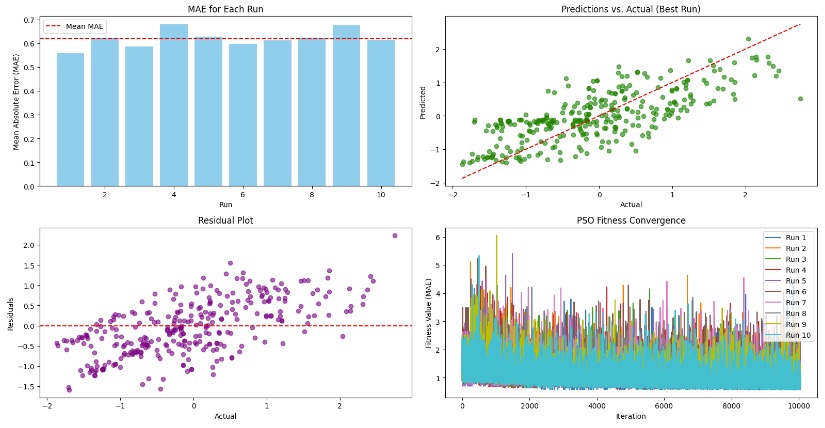 MAE for Each Run
Mean Absolute Error (MAE)
0.7
0.6
0.5
0.4
0.3
0.2
0.1
0.0
Mean MAE
2
4
6
8
10
Run
Predictions vs. Actual (Best Run)
Predicted
2
1
0
−1
−2
−2
−1
0
1
2
Actual
Residual Plot
Residuals
2.0
1.5
1.0
0.5
0.0
−0.5
−1.0
−1.5
−2
−1
0
1
2
Actual
PSO Fitness Convergence
Fitness Value (MAE)
6
5
4
3
2
1
Run 1
Run 2
Run 3
Run 4
Run 5
Run 6
Run 7
Run 8
Run 9
Run 10
0
2000
4000
6000
8000
10000
Iteration